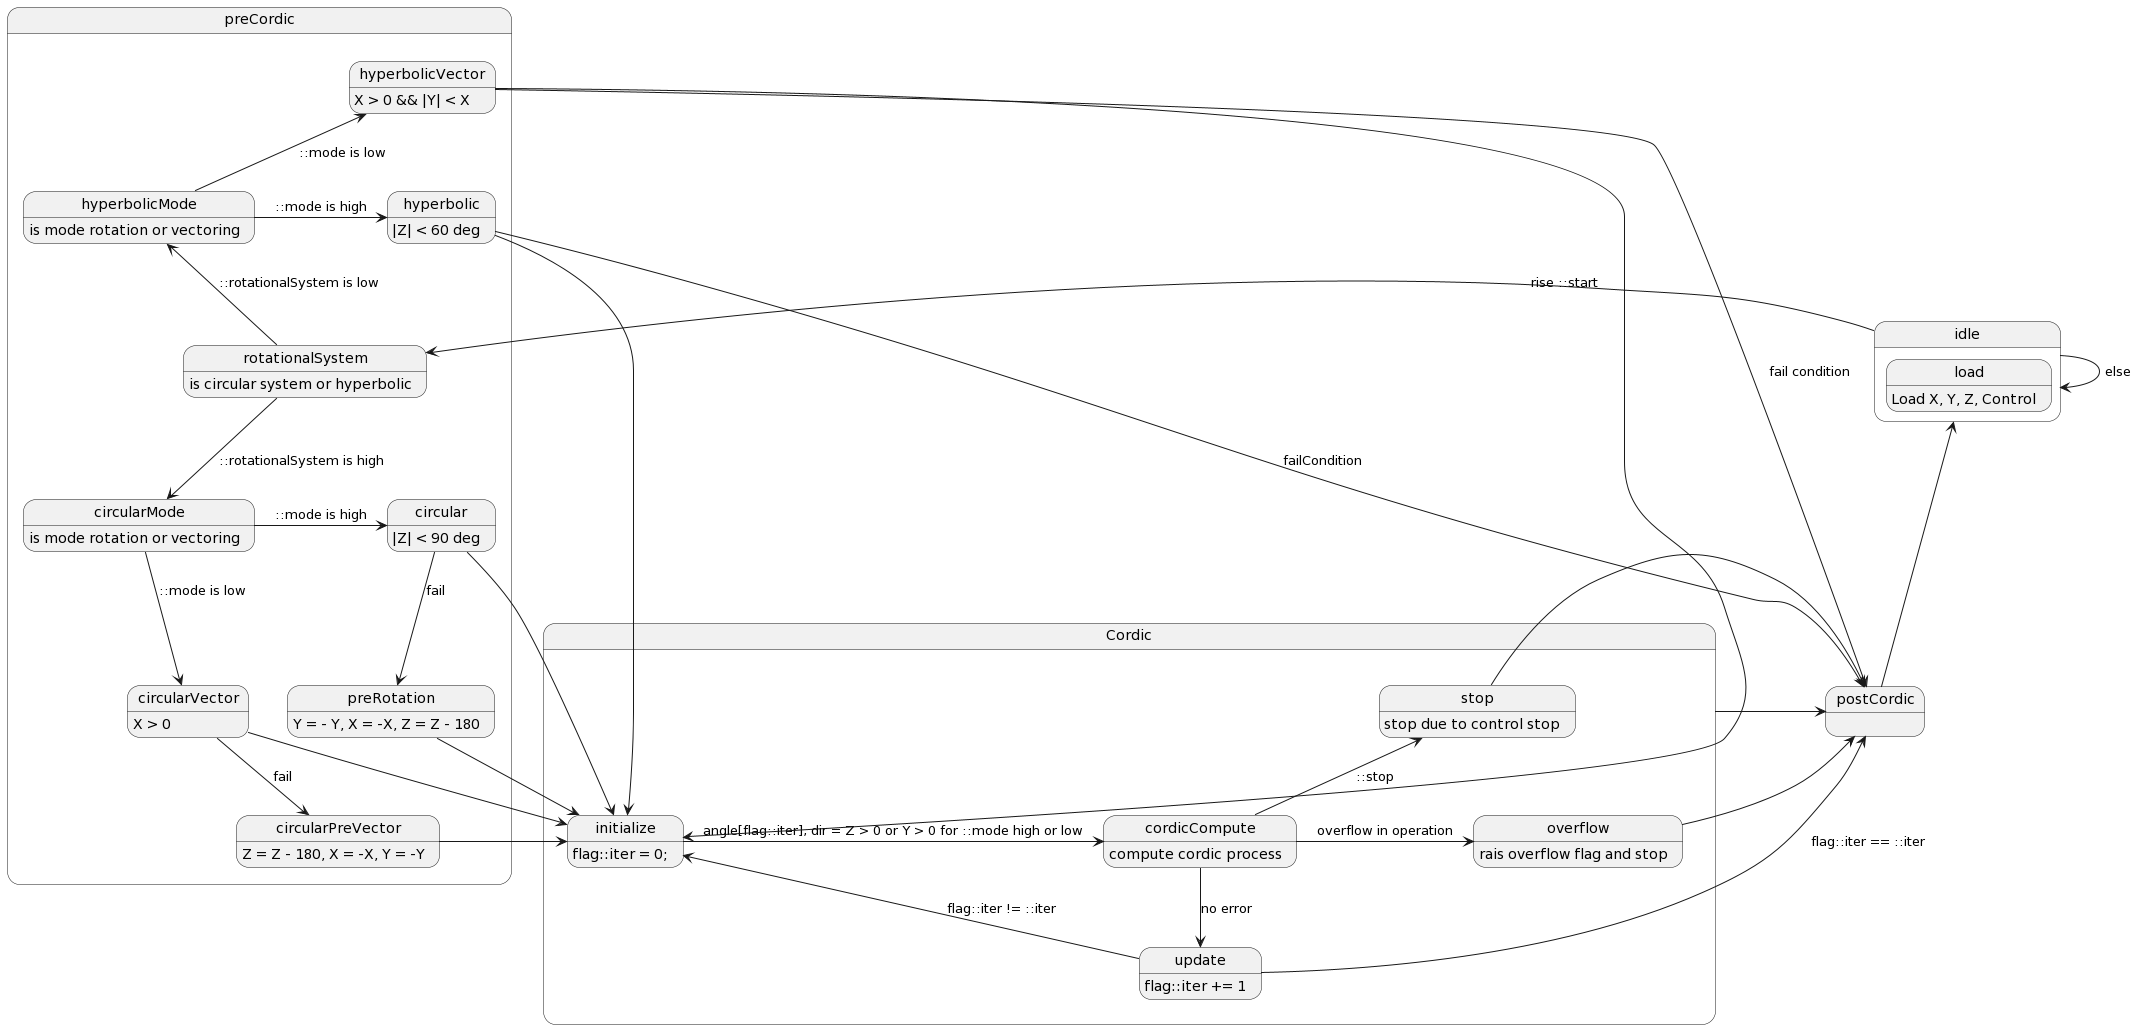 preCordic
hyperbolicVector
X > 0 && |Y| < X
::mode is low
hyperbolicMode
is mode rotation or vectoring
::mode is high
hyperbolic
|Z| < 60 deg
::rotationalSystem is low
rise ::start
rotationalSystem
is circular system or hyperbolic
idle
load
Load X, Y, Z, Control
else
fail condition
::rotationalSystem is high
failCondition
circularMode
is mode rotation or vectoring
::mode is high
circular
|Z| < 90 deg
::mode is low
fail
Cordic
circularVector
X > 0
preRotation
Y = - Y, X = -X, Z = Z - 180
stop
stop due to control stop
postCordic
fail
::stop
circularPreVector
Z = Z - 180, X = -X, Y = -Y
initialize
flag::iter = 0;
angle[flag::iter], dir = Z > 0 or Y > 0 for ::mode high or low
cordicCompute
compute cordic process
overflow in operation
overflow
rais overflow flag and stop
flag::iter == ::iter
flag::iter != ::iter
no error
update
flag::iter += 1